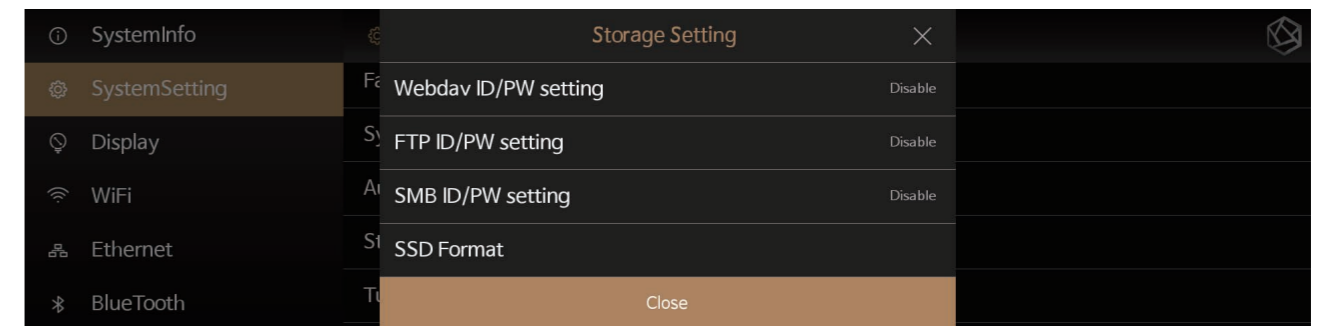 SystemInfo
SystemSetting
Display
WiFi
Ethernet
BlueTooth
Storage Setting
Webdav ID/PW setting Disable
FTP ID/PW setting Disable
SMB ID/PW setting Disable
SSD Format
Close